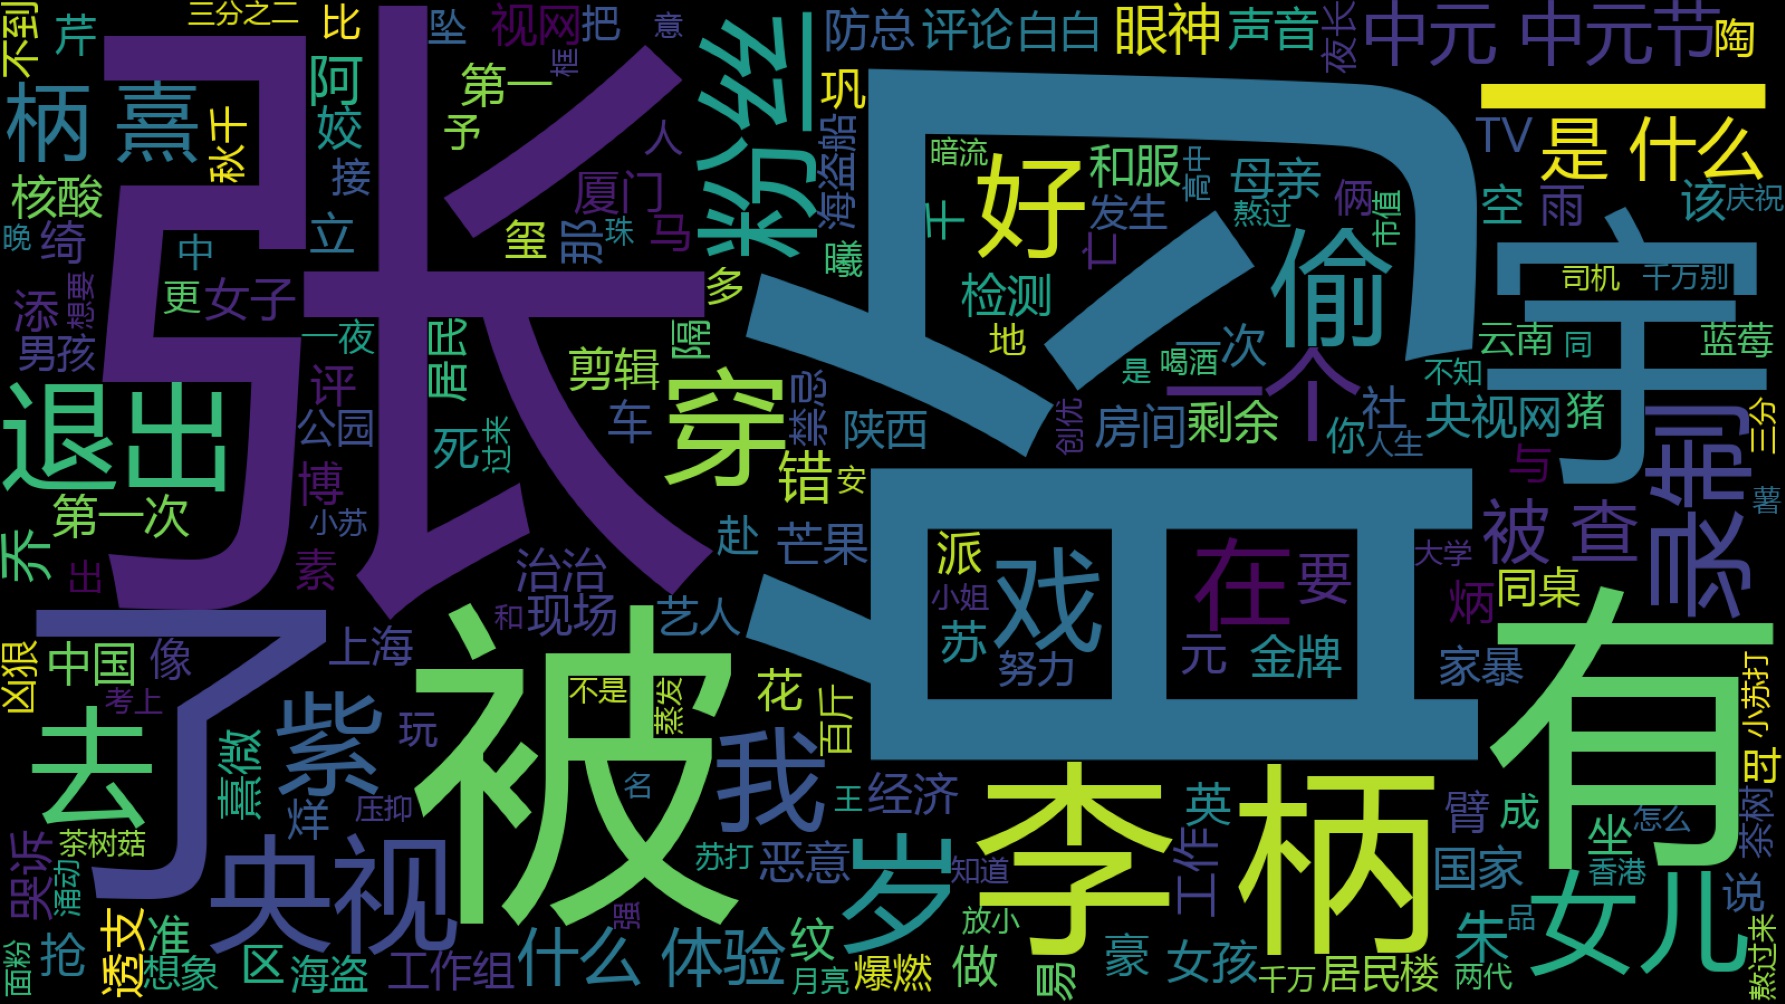 不到
芹
三分之二
比
坠
视网
把
意
框
粉丝
防总
评论
白白
眼神
声音
夜长
中元
中元节
陶
张
柄
熹
秋千
阿
姣
第一
予
人
巩
海盗船
忌
暗流
好
和服
高中
母亲
俩
市值
一
TV
是
什么
核酸
接
厦门
那
珠
马
玺
曦
千
发生
亡
熬过
偷
空
雨
该
庆祝
晚
绮
中
立
女子
更
多
检测
地
宇
司机
千万别
添
想要
男孩
一夜
居民
剪辑
隔
穿
禁忌
一次
一个
是
喝酒
不知
云南
同
蓝莓
退出
评
公园
博
死
过来
车
错
安
陕西
创优
房间
剩余
你
社
人生
央视网
猪
三分
录制
第一次
小苏
乔
出
素
治治
赴
芒果
派
戏
在
要
大学
与
被
查
薯
和
现场
艺人
小姐
苏
努力
元
金牌
炳
同桌
有
了
上海
被
不是
蒸发
花
百斤
家暴
小苏打
凶狠
中国
像
考上
去
紫
玩
我
李
柄
熹微
烊
压抑
名
王
经济
英
臂
成
怎么
时
茶树
茶树菇
哭诉
涌动
央视
苏打
恶意
岁
知道
工作
国家
坐
香港
女儿
说
强
放小
面粉
抢
透支
准
想象
区
海盗
工作组
什么
体验
纹
月亮
爆燃
做
易
豪
女孩
千万
居民楼
朱
品
两代
熬过来